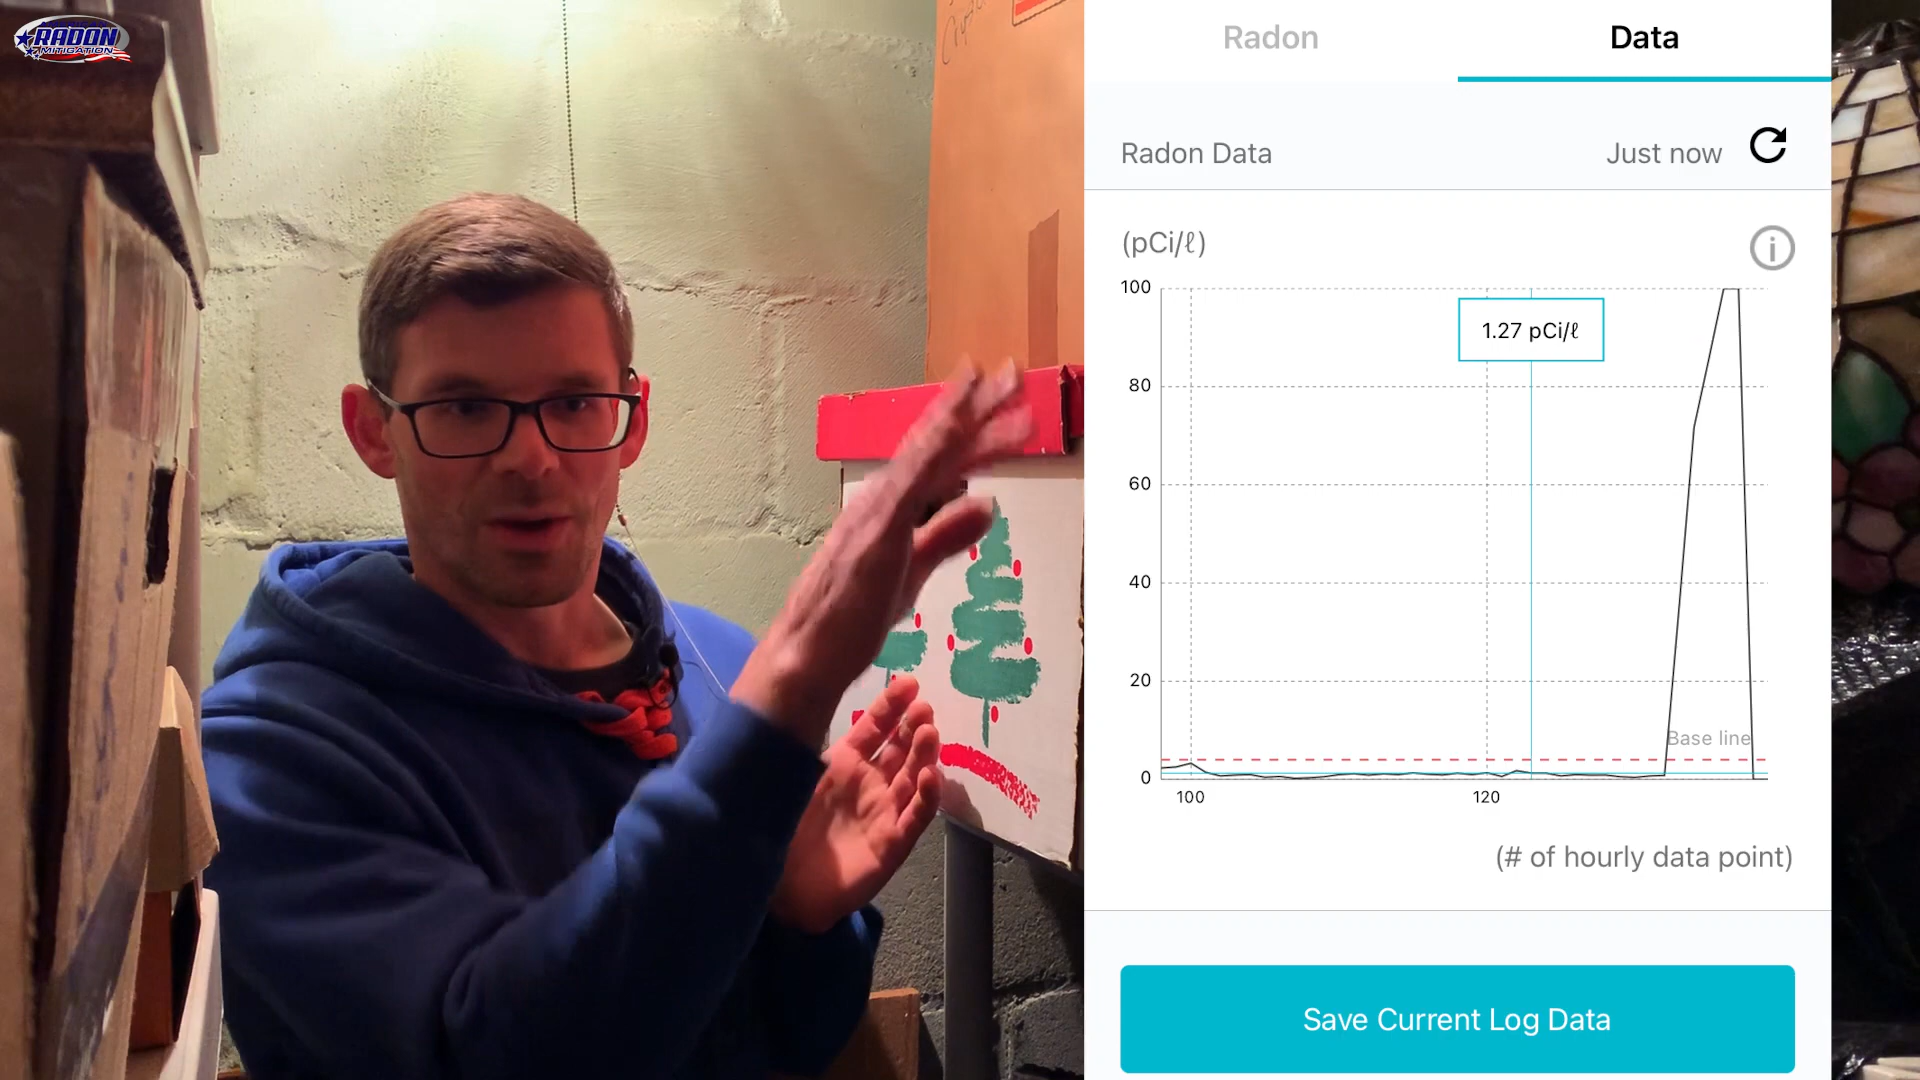 AMERICAN
RADON
MITIGATION
Radon
Data
Radon Data
Just now
(pCi/ℓ)
100
1.27 pCi/ℓ
80
60
40
20
Base line
0
100
120
(# of hourly data point)
Save Current Log Data